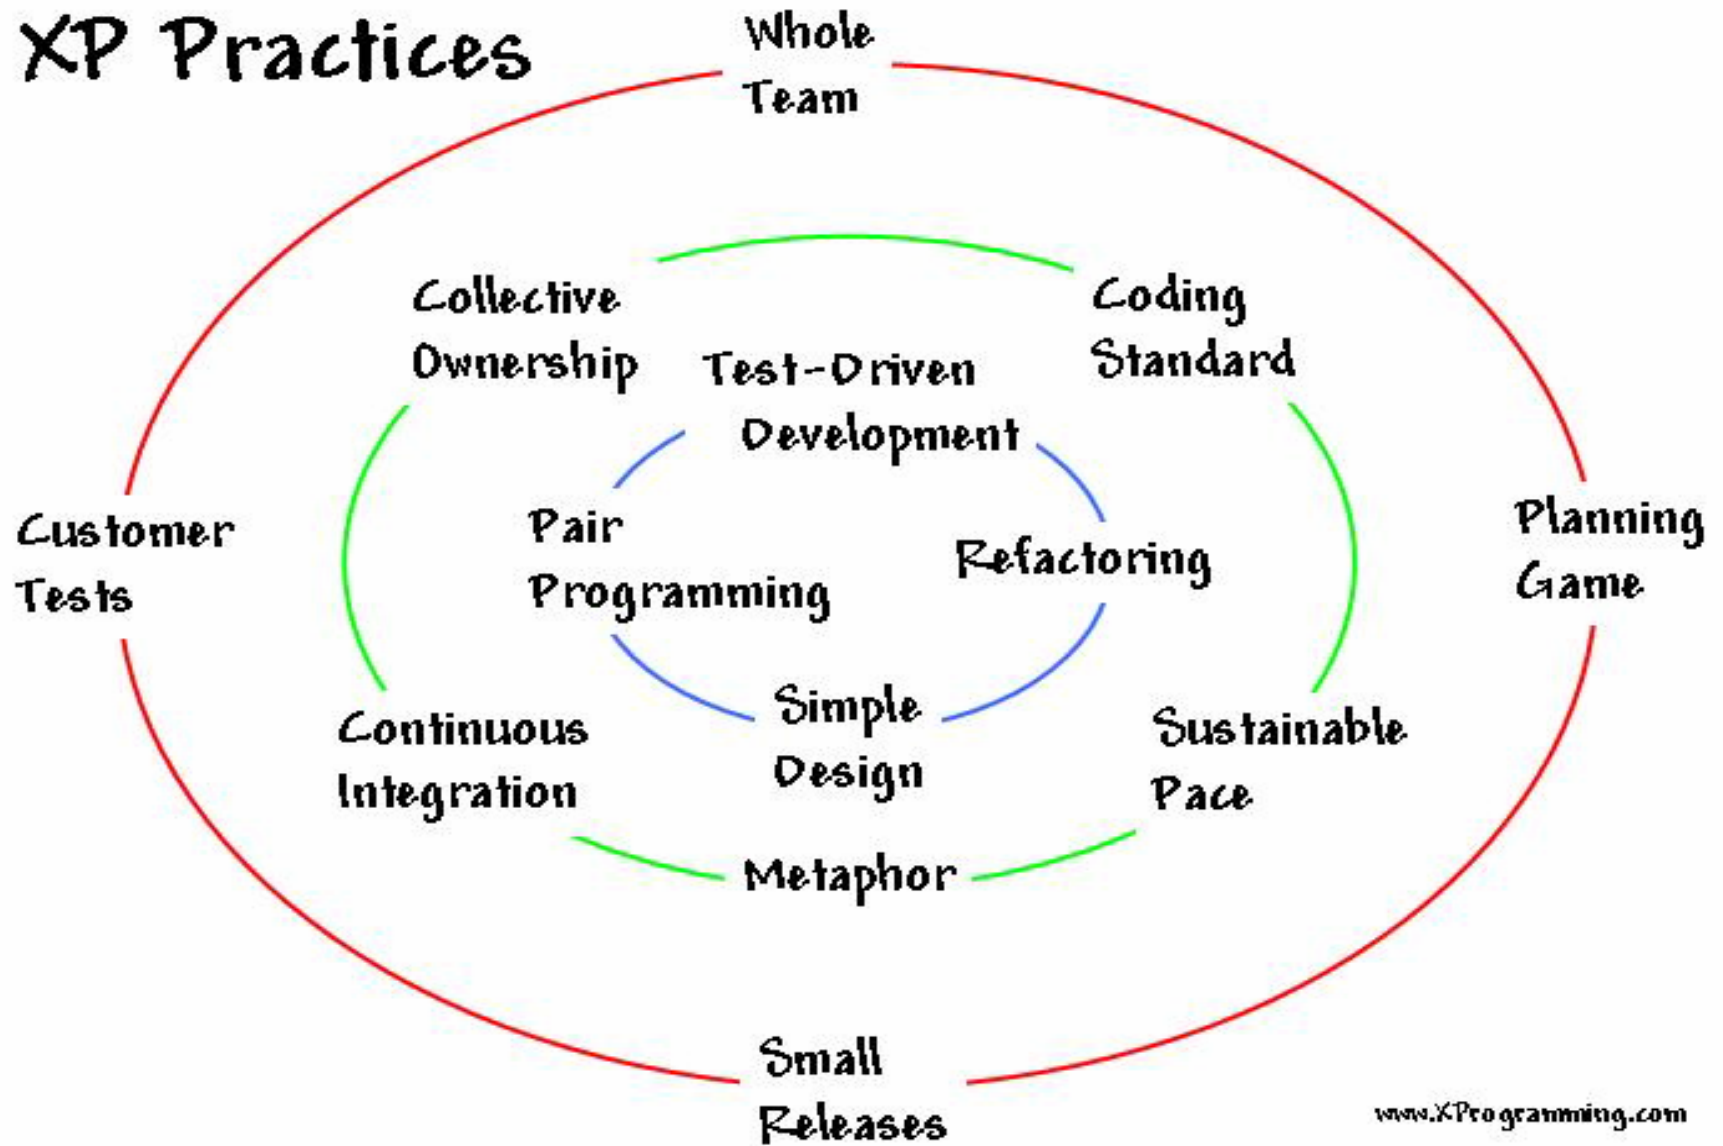 XP Practices
Whole
Team
Collective
Ownership
Coding
Standard
Test-Driven
Development
Customer
Tests
Pair
Programming
Refactoring
Planning
Game
Continuous
Integration
Simple
Design
Sustainable
Pace
Metaphor
Small
Releases
www.XProgramming.com